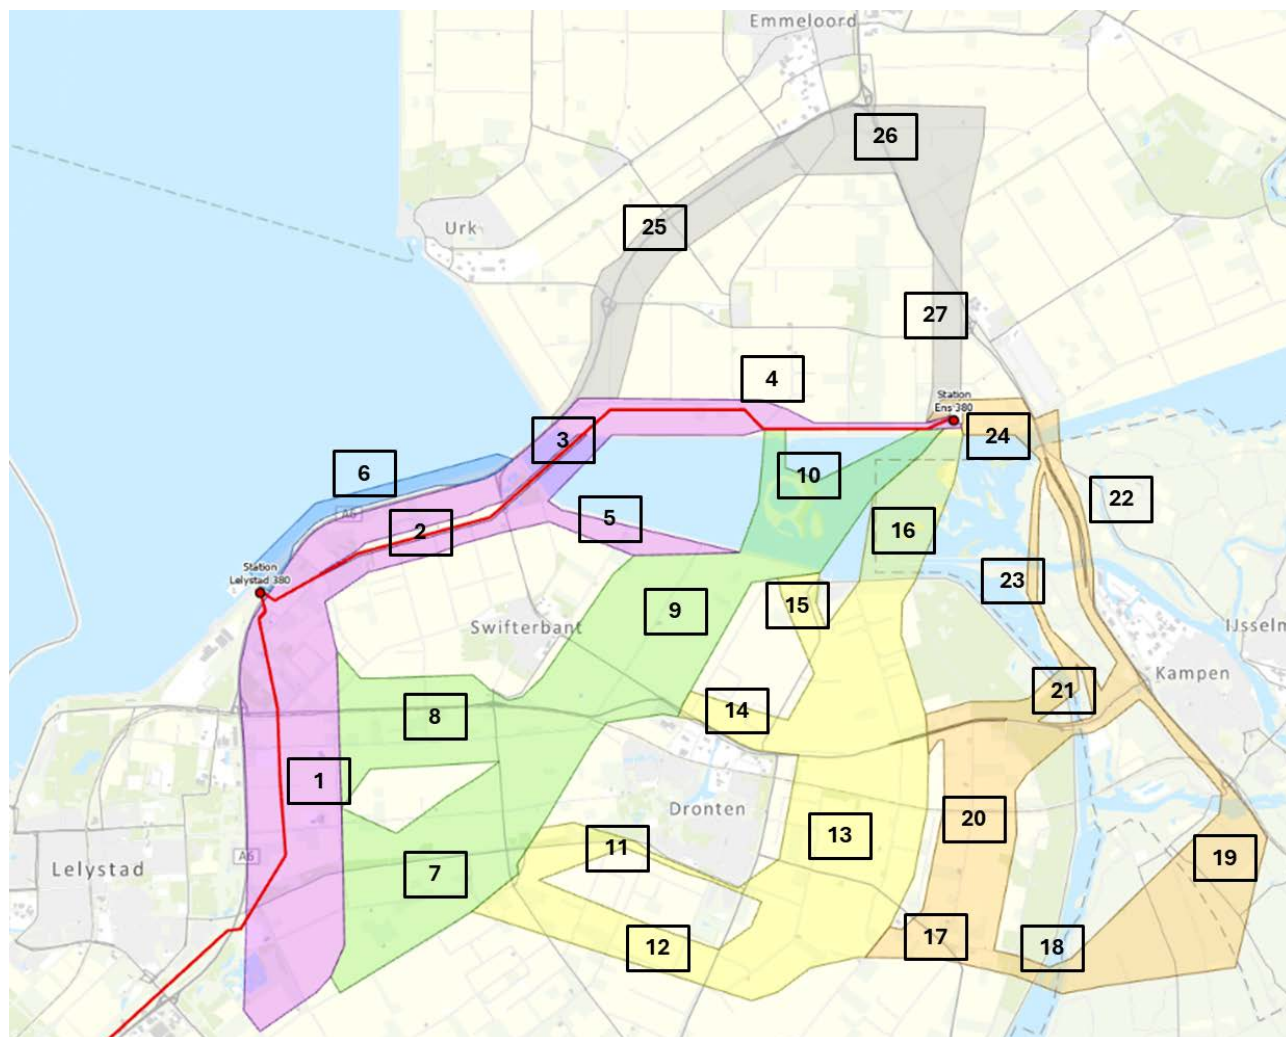 Emmeloord
26
25
Urk
27
4
Station
Ens 380
24
3
6
10
22
A6
5
2
16
Station
Lelystad 380
23
15
9
Swifterbant
IJsselm
Kampen
21
14
8
1
Dronten
20
13
11
A6
19
Lelystad
7
17
12
18